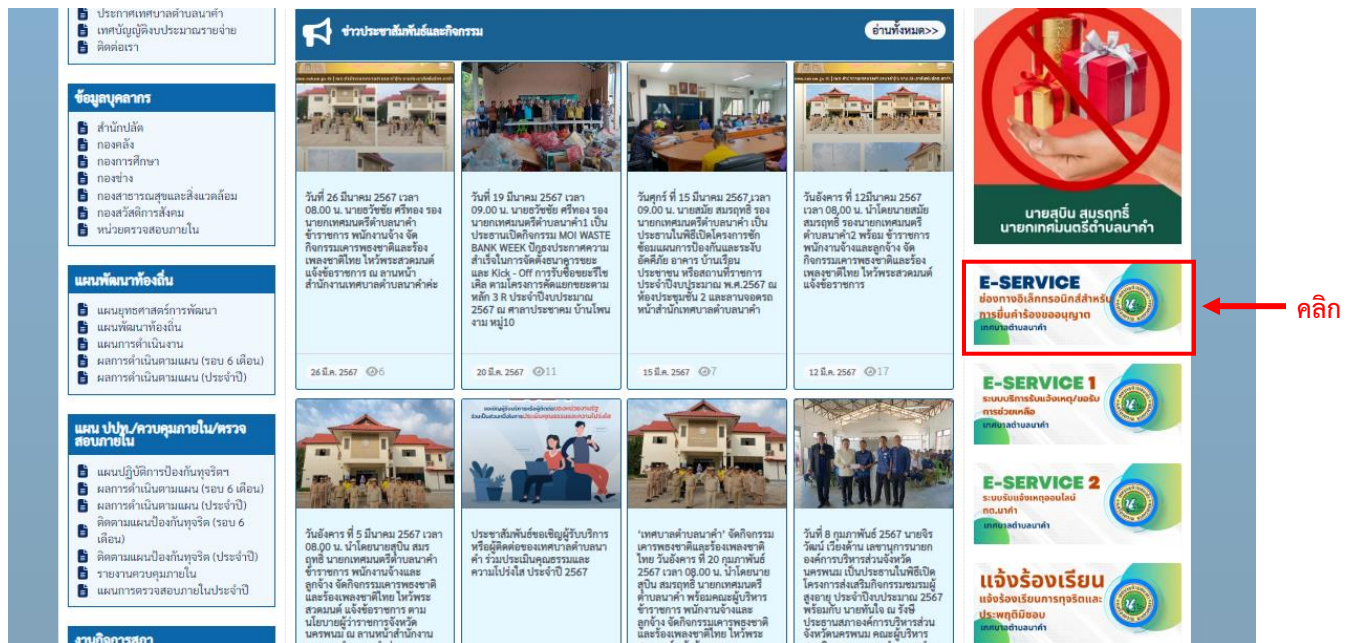 ประกาศเทศบาลตำบลนาคำ
เทศบัญญัติงบประมาณรายจ่าย
ติดต่อเรา
ข้อมูลบุคลากร
สำนักปลัด
กองคลัง
กองการศึกษา
กองช่าง
กองสาธารณสุขและสิ่งแวดล้อม
กองสวัสดิการสังคม
หน่วยตรวจสอบภายใน
แผนพัฒนาท้องถิ่น
แผนยุทธศาสตร์การพัฒนา
แผนพัฒนาท้องถิ่น
แผนการดำเนินงาน
ผลการดำเนินตามแผน (รอบ 6 เดือน)
ผลการดำเนินตามแผน (ประจำปี)
แผน ปปท./ควบคุมภายใน/ตรวจ
สอบภายใน
แผนปฏิบัติการป้องกันทุจริตฯ
ผลการดำเนินตามแผน (รอบ 6 เดือน)
ผลการดำเนินตามแผน (ประจำปี)
ติดตามแผนป้องกันทุจริต (รอบ 6
เดือน)
ติดตามแผนป้องกันทุจริต (ประจำปี)
รายงานควบคุมภายใน
แผนการตรวจสอบภายในประจำปี
งานกิจการสภา
ข่าวประชาสัมพันธ์และกิจกรรม
อ่านทั้งหมด>>
วันที่ 26 มีนาคม 2567 เวลา
08.00 น. นายธวัชชัย ศรีทอง รอง
นายกเทศมนตรีตำบลนาคำ
ข้าราชการ พนักงานจ้าง จัด
กิจกรรมเคารพธงชาติและร้อง
เพลงชาติไทย ไหว้พระสวดมนต์
แจ้งข้อราชการ ณ ลานหน้า
สำนักงานเทศบาลตำบลนาคำค่ะ
26 มี.ค. 2567 6
วันที่ 19 มีนาคม 2567 เวลา
09.00 น. นายธวัชชัย ศรีทอง รอง
นายกเทศมนตรีตำบลนาคำ1 เป็น
ประธานเปิดกิจกรรม MOI WASTE
BANK WEEK ปักธงประกาศความ
สำเร็จในการจัดตั้งธนาคารขยะ
และ Kick - Off การรับซื้อขยะรีไซ
เคิล ตามโครงการคัดแยกขยะตาม
หลัก 3 R ประจำปีงบประมาณ
2567 ณ ศาลาประชาคม บ้านโพน
งาม หมู่10
20 มี.ค. 2567 11
วันศุกร์ ที่ 15 มีนาคม 2567 เวลา
09.00 น. นายสมัย สมรฤทธิ์ รอง
นายกเทศมนตรีตำบลนาคำ เป็น
ประธานในพิธีเปิดโครงการซัก
ซ้อมแผนการป้องกันและระงับ
อัคคีภัย อาคาร บ้านเรือน
ประชาชน หรือสถานที่ราชการ
ประจำปีงบประมาณ พ.ศ.2567 ณ
ห้องประชุมชั้น 2 และลานจอดรถ
หน้าสำนักเทศบาลตำบลนาคำ
15 มี.ค. 2567 7
วันอังคาร ที่ 12มีนาคม 2567
เวลา 08.00 น. นำโดยนายสมัย
สมรฤทธิ์ รองนายกเทศมนตรี
ตำบลนาคำ2 พร้อม ข้าราชการ
พนักงานจ้างและลูกจ้าง จัด
กิจกรรมเคารพธงชาติและร้อง
เพลงชาติไทย ไหว้พระสวดมนต์
แจ้งข้อราชการ
12 มี.ค. 2567 17
วันอังคาร ที่ 5 มีนาคม 2567 เวลา
08.00 น. นำโดยนายสุบิน สมร
ฤทธิ์ นายกเทศมนตรีตำบลนาคำ
ข้าราชการ พนักงานจ้างและ
ลูกจ้าง จัดกิจกรรมเคารพธงชาติ
และร้องเพลงชาติไทย ไหว้พระ
สวดมนต์ แจ้งข้อราชการ ตาม
นโยบายผู้ว่าราชการจังหวัด
นครพนม ณ ลานหน้าสำนักงาน
ประชาสัมพันธ์ขอเชิญผู้รับบริการ
หรือผู้ติดต่อของเทศบาลตำบลนา
คำ ร่วมประเมินคุณธรรมและ
ความโปร่งใส ประจำปี 2567
'เทศบาลตำบลนาคำ' จัดกิจกรรม
เคารพธงชาติและร้องเพลงชาติ
ไทย วันอังคาร ที่ 20 กุมภาพันธ์
2567 เวลา 08.00 น. นำโดยนาย
สุบิน สมรฤทธิ์ นายกเทศมนตรี
ตำบลนาคำ พร้อมคณะผู้บริหาร
ข้าราชการ พนักงานจ้างและ
ลูกจ้าง จัดกิจกรรมเคารพธงชาติ
และร้องเพลงชาติไทย ไหว้พระ
วันที่ 8 กุมภาพันธ์ 2567 นายจิร
วัฒน์ เวียงด้าน เลขานุการนายก
องค์การบริหารส่วนจังหวัด
นครพนม เป็นประธานในพิธีเปิด
โครงการส่งเสริมกิจกรรมชมรมผู้
สูงอายุ ประจำปีงบประมาณ 2567
พร้อมกับ นายทันใจ ณ รังษี
ประธานสภาองค์การบริหารส่วน
จังหวัดนครพนม คณะผู้บริหาร
นายสุบิน สมรฤทธิ์
นายกเทศมนตรีตำบลนาคำ
E-SERVICE
ช่องทางอิเล็กทรอนิกส์สำหรับ
การยื่นคำร้องขออนุญาต
เทศบาลตำบลนาคำ
คลิก
E-SERVICE 1
ระบบบริการรับแจ้งเหตุ/ขอรับ
การช่วยเหลือ
เทศบาลตำบลนาคำ
E-SERVICE 2
ระบบรับแจ้งเหตุออนไลน์
ทต.นาคำ
เทศบาลตำบลนาคำ
แจ้งร้องเรียน
แจ้งร้องเรียนการทุจริตและ
ประพฤติมิชอบ
เทศบาลตำบลนาคำ